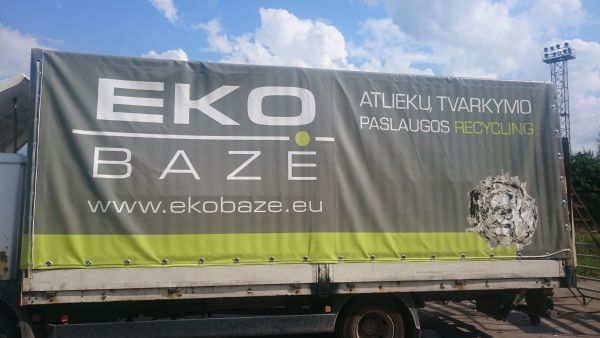 EKO
BAZĖ
www.ekobaze.eu
ATLIEKŲ TVARKYMO
PASLAUGOS RECYCLING